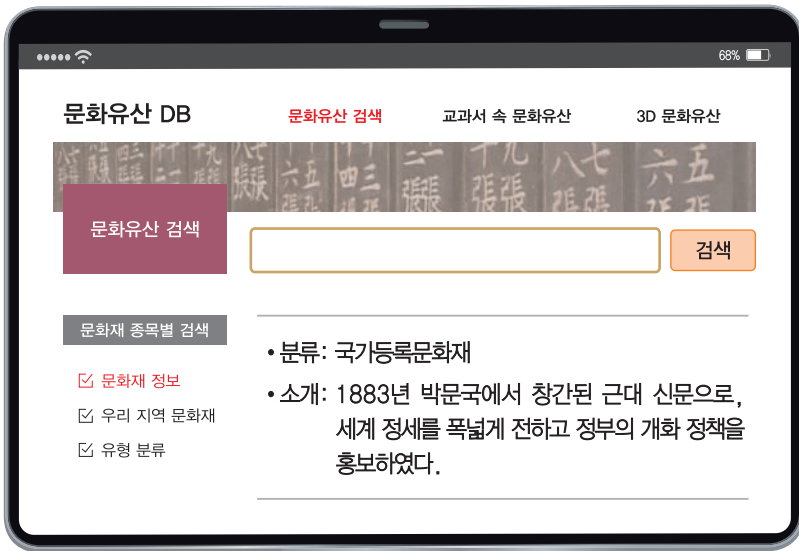 68%
문화유산 DB 문화유산 검색 교과서 속 문화유산 3D 문화유산
문화유산 검색
검색
문화재 종목별 검색
문화재 정보
우리 지역 문화재
유형 분류
• 분류: 국가등록문화재
• 소개: 1883년 박문국에서 창간된 근대 신문으로,
세계 정세를 폭넓게 전하고 정부의 개화 정책을
홍보하였다.